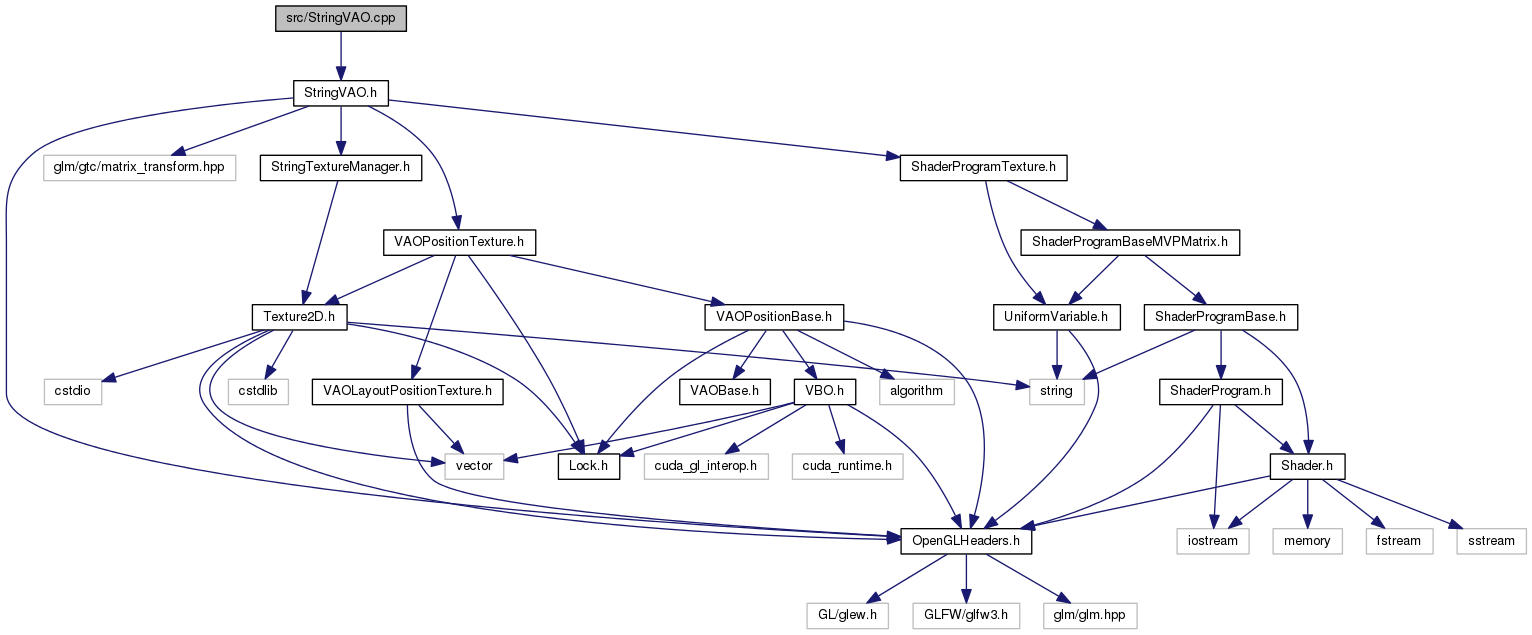 src/StringVAO.cpp
StringVAO.h
glm/gtc/matrix_transform.hpp
StringTextureManager.h
ShaderProgramTexture.h
VAOPositionTexture.h
ShaderProgramBaseMVPMatrix.h
Texture2D.h
VAOPositionBase.h
UniformVariable.h
ShaderProgramBase.h
cstdio
cstdlib
VAOLayoutPositionTexture.h
VAOBase.h
VBO.h
algorithm
string
ShaderProgram.h
vector
Lock.h
cuda_gl_interop.h
cuda_runtime.h
Shader.h
OpenGLHeaders.h
iostream
memory
fstream
sstream
GL/glew.h
GLFW/glfw3.h
glm/glm.hpp